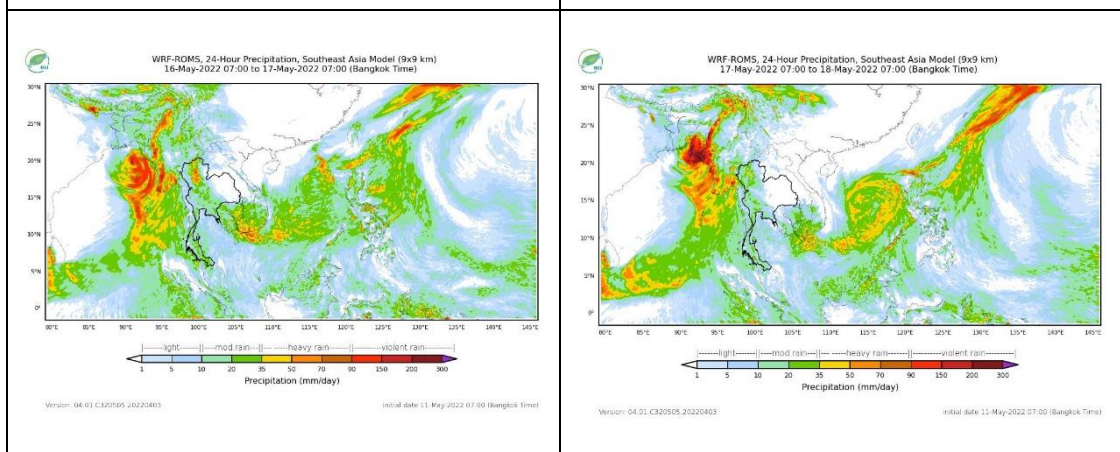 WRF-ROMS, 24-Hour Precipitation, Southeast Asia Model (9x9 km)
16-May-2022 07:00 to 17-May-2022 07:00 (Bangkok Time)
30°N
25°N
20°N
15°N
10°N
5°N
0°
80°E 85°E 90°E 95°E 100°E 105°E 110°E 115°E 120°E 125°E 130°E 135°E 140°E 145°E
|-------light-------||----mod.rain----||--- -------heavy rain---------||----------violent rain-------|
1 5 10 20 35 50 70 90 150 200 300
Precipitation (mm/day)
Version: 04.01.C320505.20220403
initial date 11-May-2022 07:00 (Bangkok Time)
WRF-ROMS, 24-Hour Precipitation, Southeast Asia Model (9x9 km)
17-May-2022 07:00 to 18-May-2022 07:00 (Bangkok Time)
30°N
25°N
20°N
15°N
10°N
5°N
0°
80°E 85°E 90°E 95°E 100°E 105°E 110°E 115°E 120°E 125°E 130°E 135°E 140°E 145°E
|-------light-------||----mod.rain----||--- -------heavy rain---------||----------violent rain-------|
1 5 10 20 35 50 70 90 150 200 300
Precipitation (mm/day)
Version: 04.01.C320505.20220403
initial date 11-May-2022 07:00 (Bangkok Time)